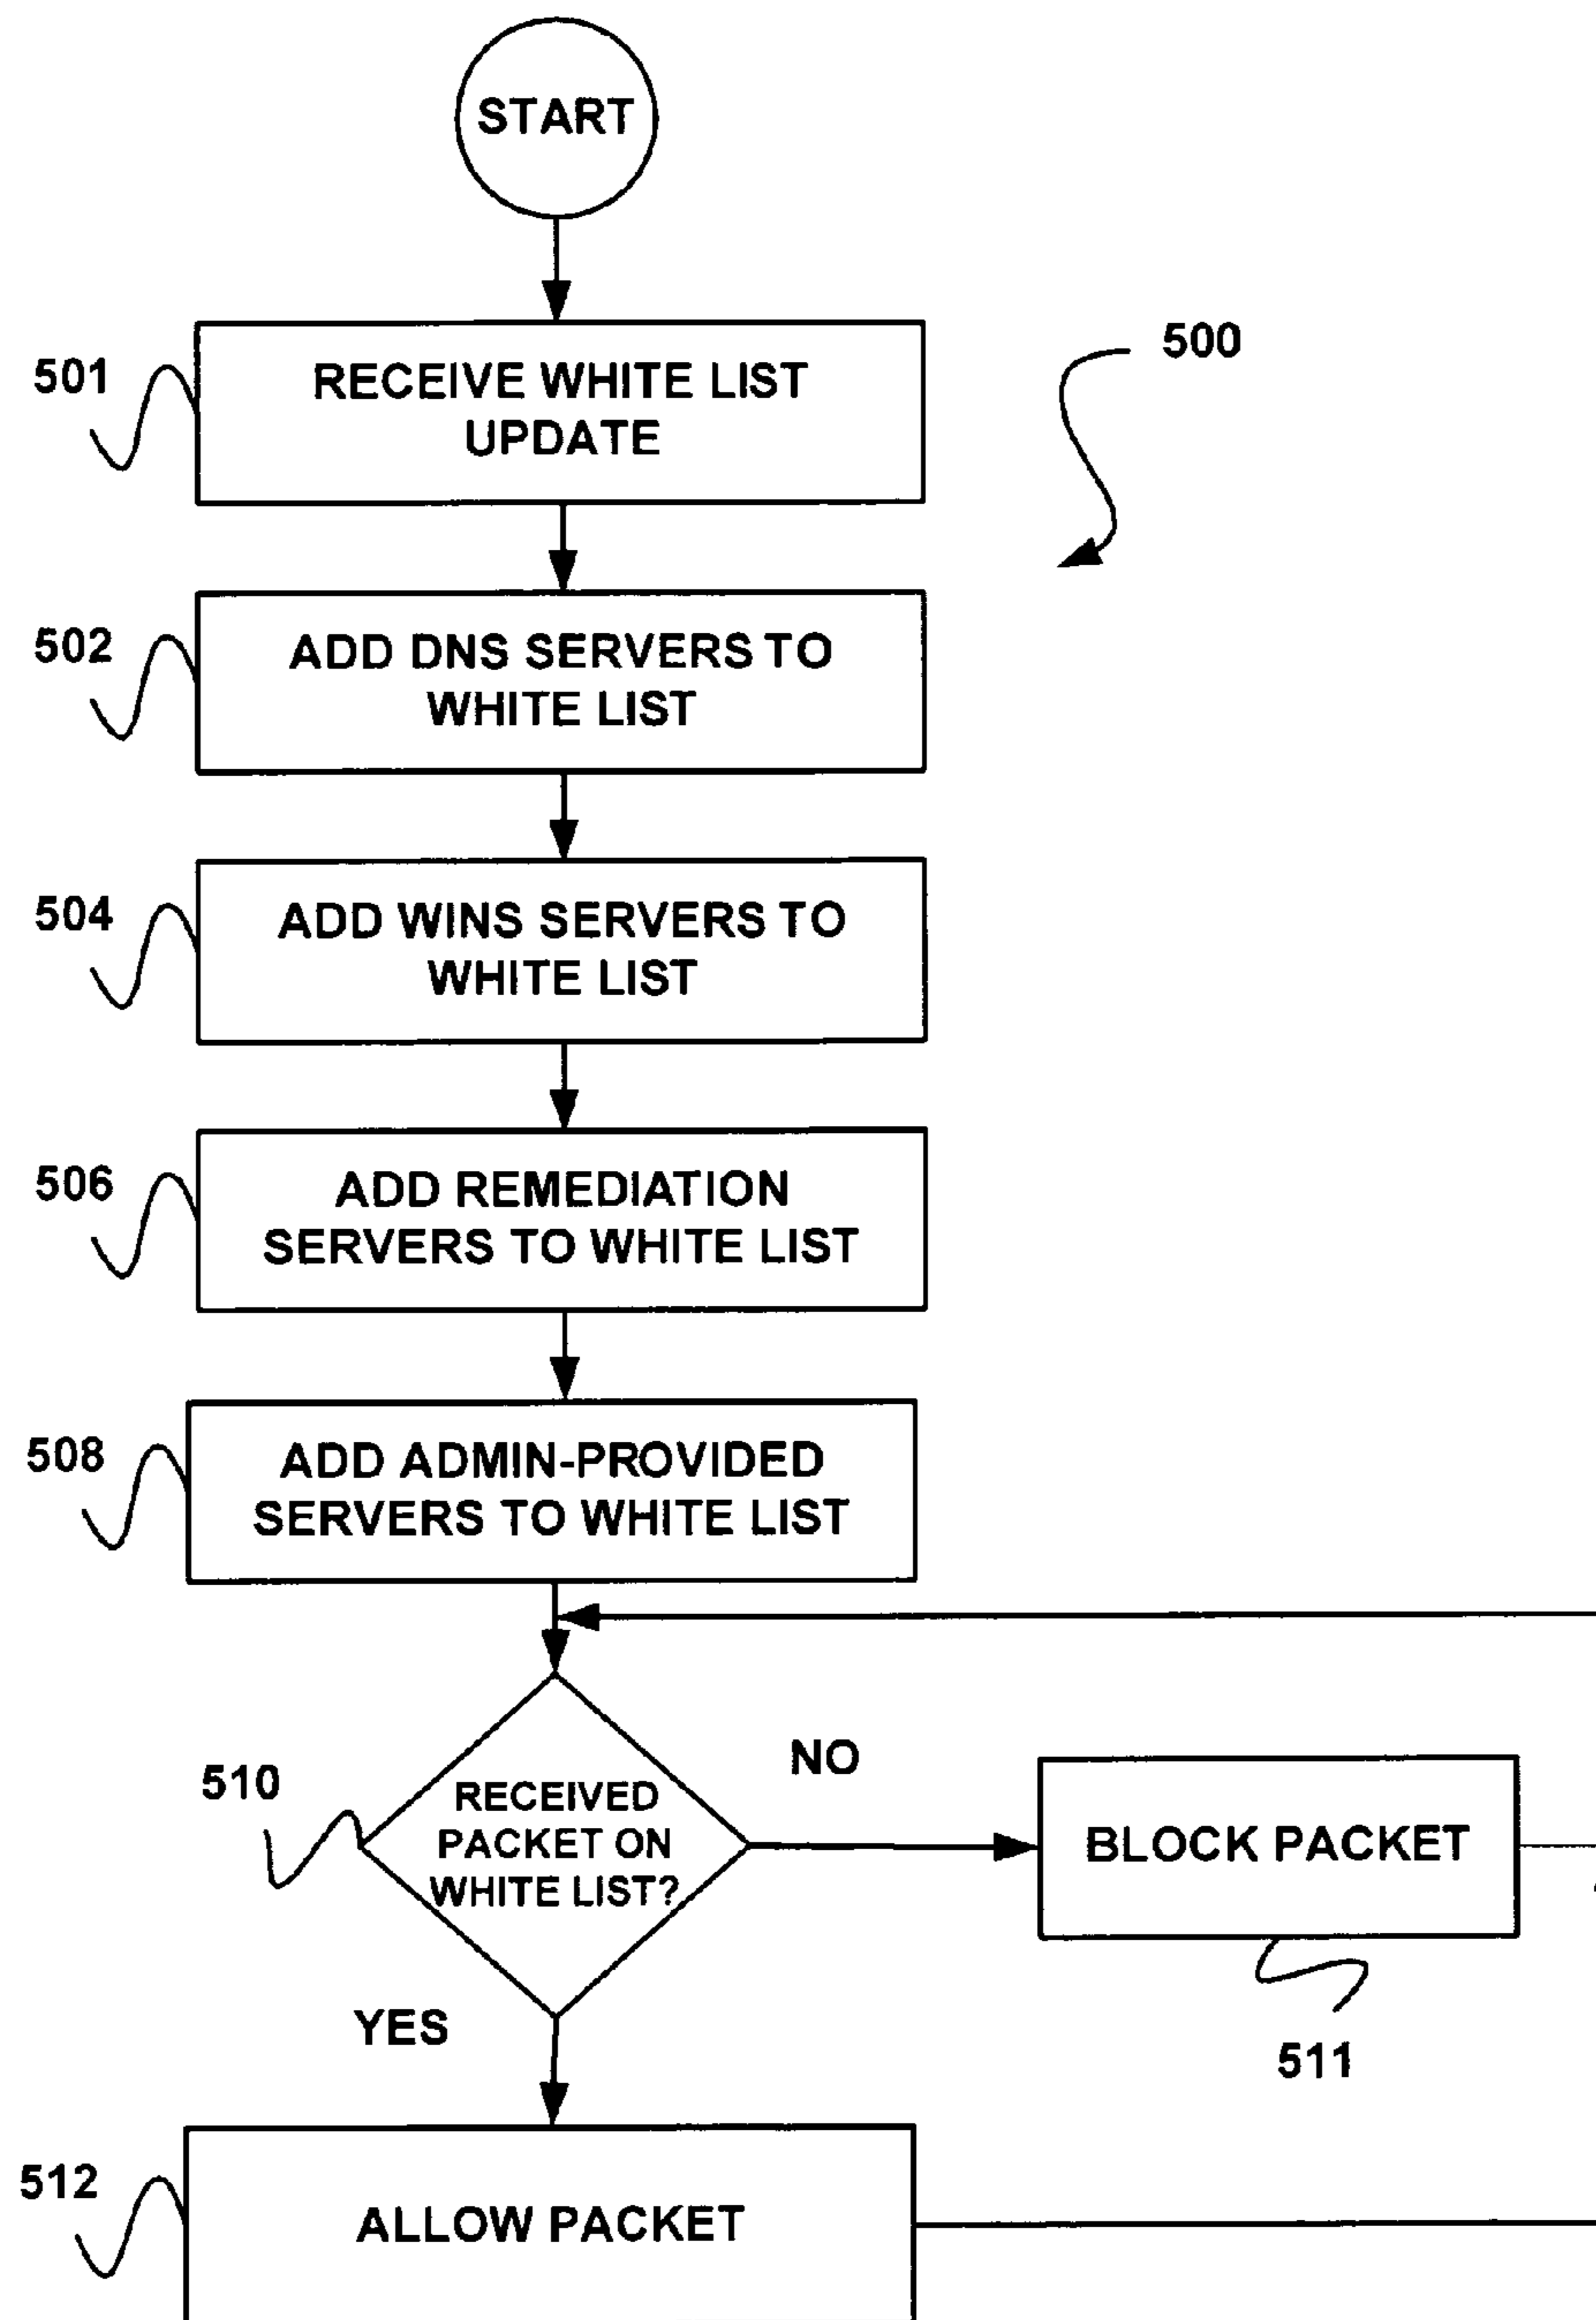 START
501
RECEIVE WHITE LIST
UPDATE
500
502
ADD DNS SERVERS TO
WHITE LIST
504
ADD WINS SERVERS TO
WHITE LIST
506
ADD REMEDIATION
SERVERS TO WHITE LIST
508
ADD ADMIN-PROVIDED
SERVERS TO WHITE LIST
510
RECEIVED
PACKET ON
WHITE LIST?
NO
BLOCK PACKET
511
YES
512
ALLOW PACKET